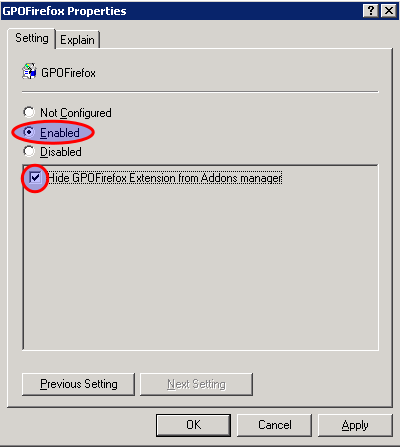 GPOFirefox Properties
Setting
Explain
GPOFirefox
Not Configured
Enabled
Disabled
Hide GPOFirefox Extension from Addons manager
Previous Setting
Next Setting
OK
Cancel
Apply